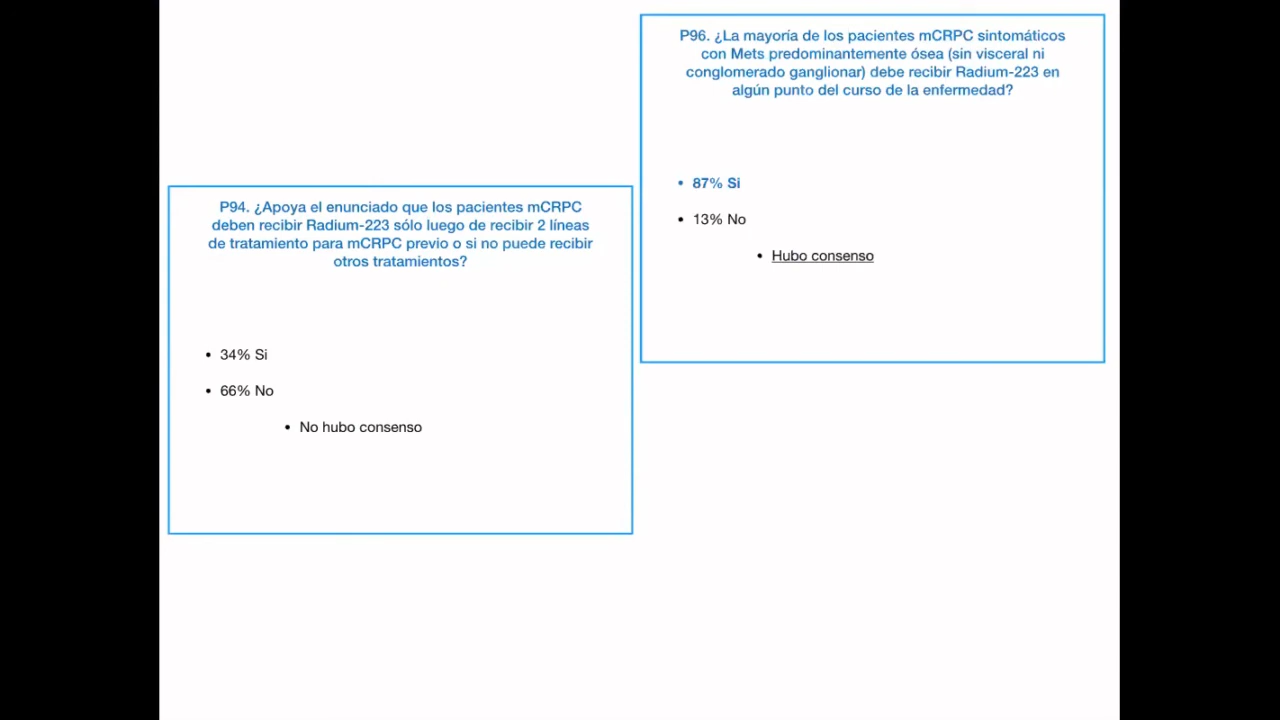 P96. ¿La mayoría de los pacientes mCRPC sintomáticos
con Mets predominantemente ósea (sin visceral ni
conglomerado ganglionar) debe recibir Radium-223 en
algún punto del curso de la enfermedad?
• 87% Si
• 13% No
• Hubo consenso
P94. ¿Apoya el enunciado que los pacientes mCRPC
deben recibir Radium-223 sólo luego de recibir 2 líneas
de tratamiento para mCRPC previo o si no puede recibir
otros tratamientos?
• 34% Si
• 66% No
• No hubo consenso